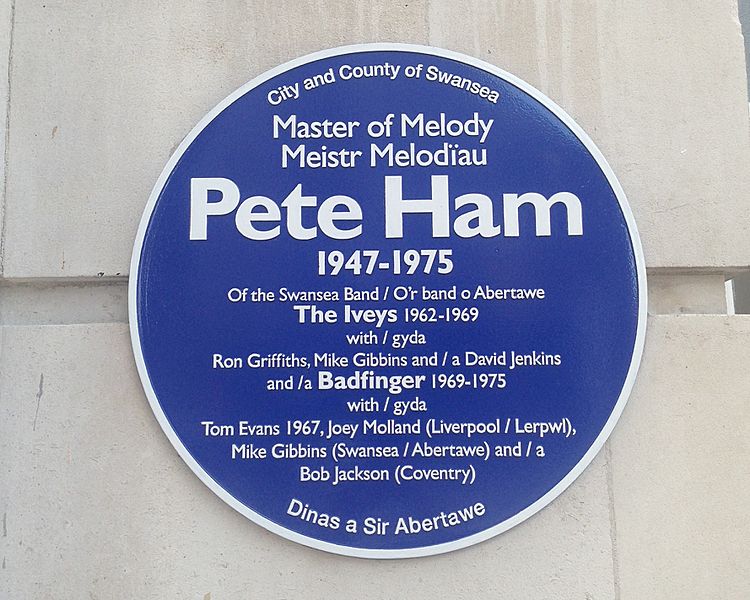 City and County of Swansea
Master of Melody
Meistr Melodïau
Pete Ham
1947-1975
Of the Swansea Band / O'r band o Abertawe
The Iveys 1962-1969
with / gyda
Ron Griffiths, Mike Gibbins and / a David Jenkins
and /a Badfinger 1969-1975
with / gyda
Tom Evans 1967, Joey Molland (Liverpool / Lerpwl),
Mike Gibbins (Swansea / Abertawe) and / a
Bob Jackson (Coventry)
Dinas a Sir Abertawe